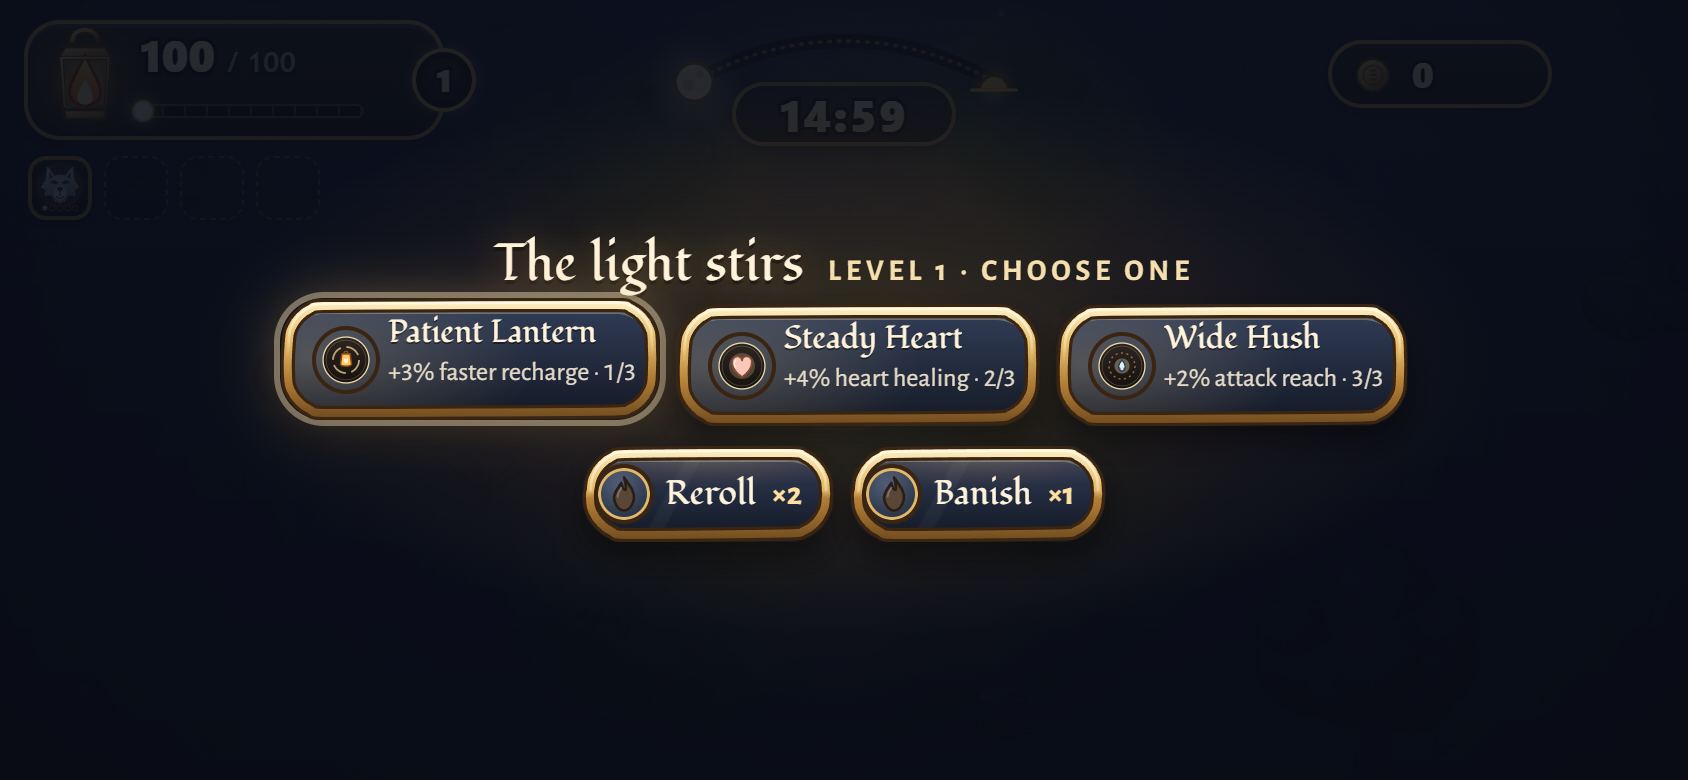 100 / 100
1
14:59
0
The light stirs LEVEL 1 · CHOOSE ONE
Patient Lantern
+3% faster recharge · 1/3
Steady Heart
+4% heart healing · 2/3
Wide Hush
+2% attack reach · 3/3
Reroll ×2
Banish ×1